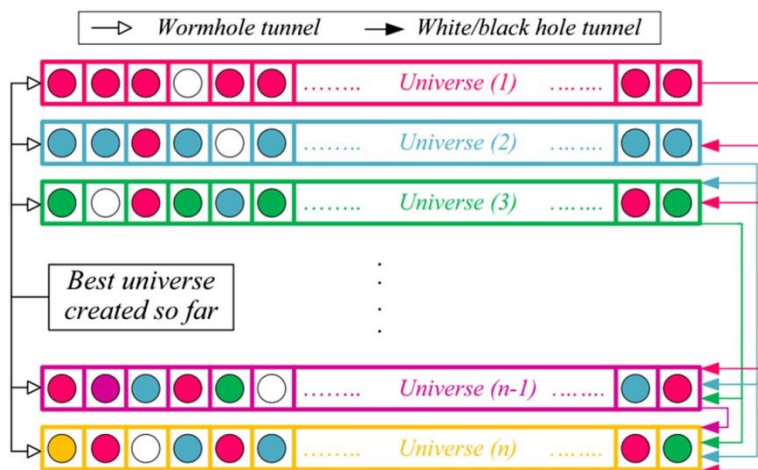 Wormhole tunnel White/black hole tunnel
........ Universe (1) ........
........ Universe (2) ........
........ Universe (3) ........
Best universe
created so far
........ Universe (n-1) ........
........ Universe (n) ........